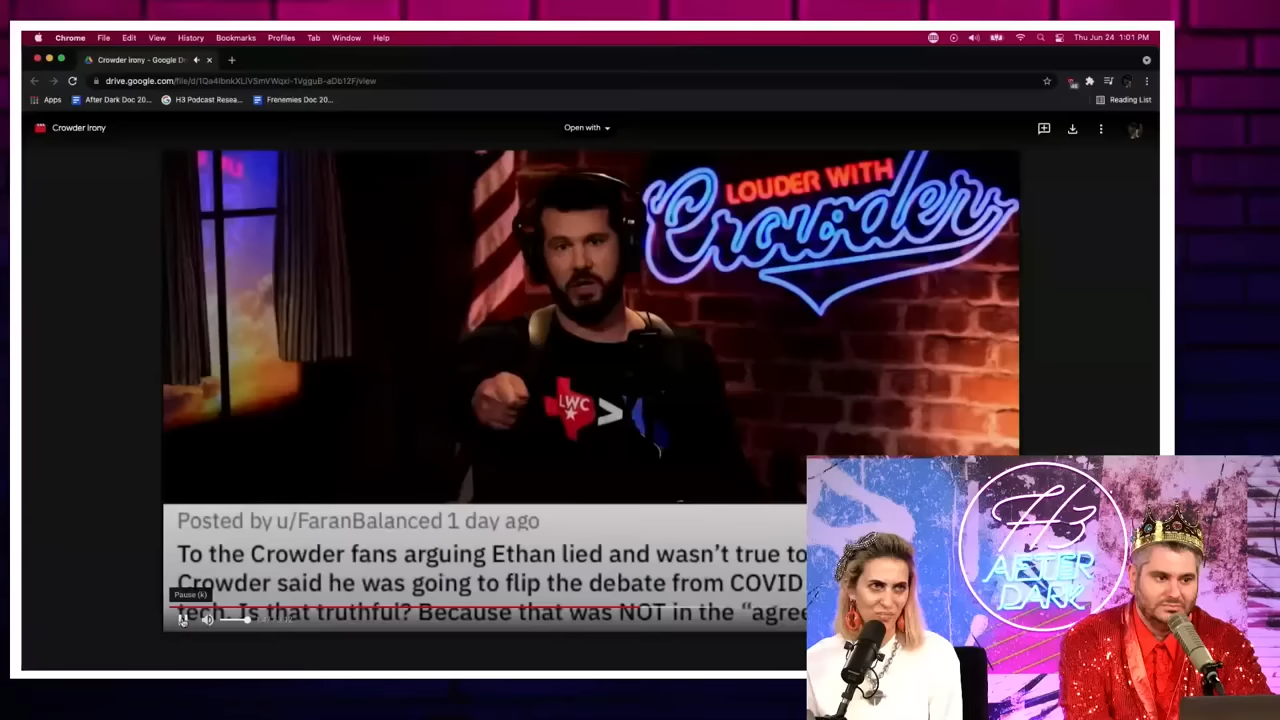 Chrome File Edit View History Bookmarks Profiles Tab Window Help
Thu Jun 24 1:01 PM
Crowder irony - Google D
Apps After Dark Doc 20... H3 Podcast Resea... Frenemies Doc 20...
Reading List
Crowder Irony
Open with
LOUDER WITH
Crowder
LWC
>
Posted by u/FaranBalanced 1 day ago
To the Crowder fans arguing Ethan lied and wasn't true to
Crowder said he was going to flip the debate from COVID
Pause (k)
tech. Is that truthful? Because that was NOT in the "agree
H3
AFTER
DARK